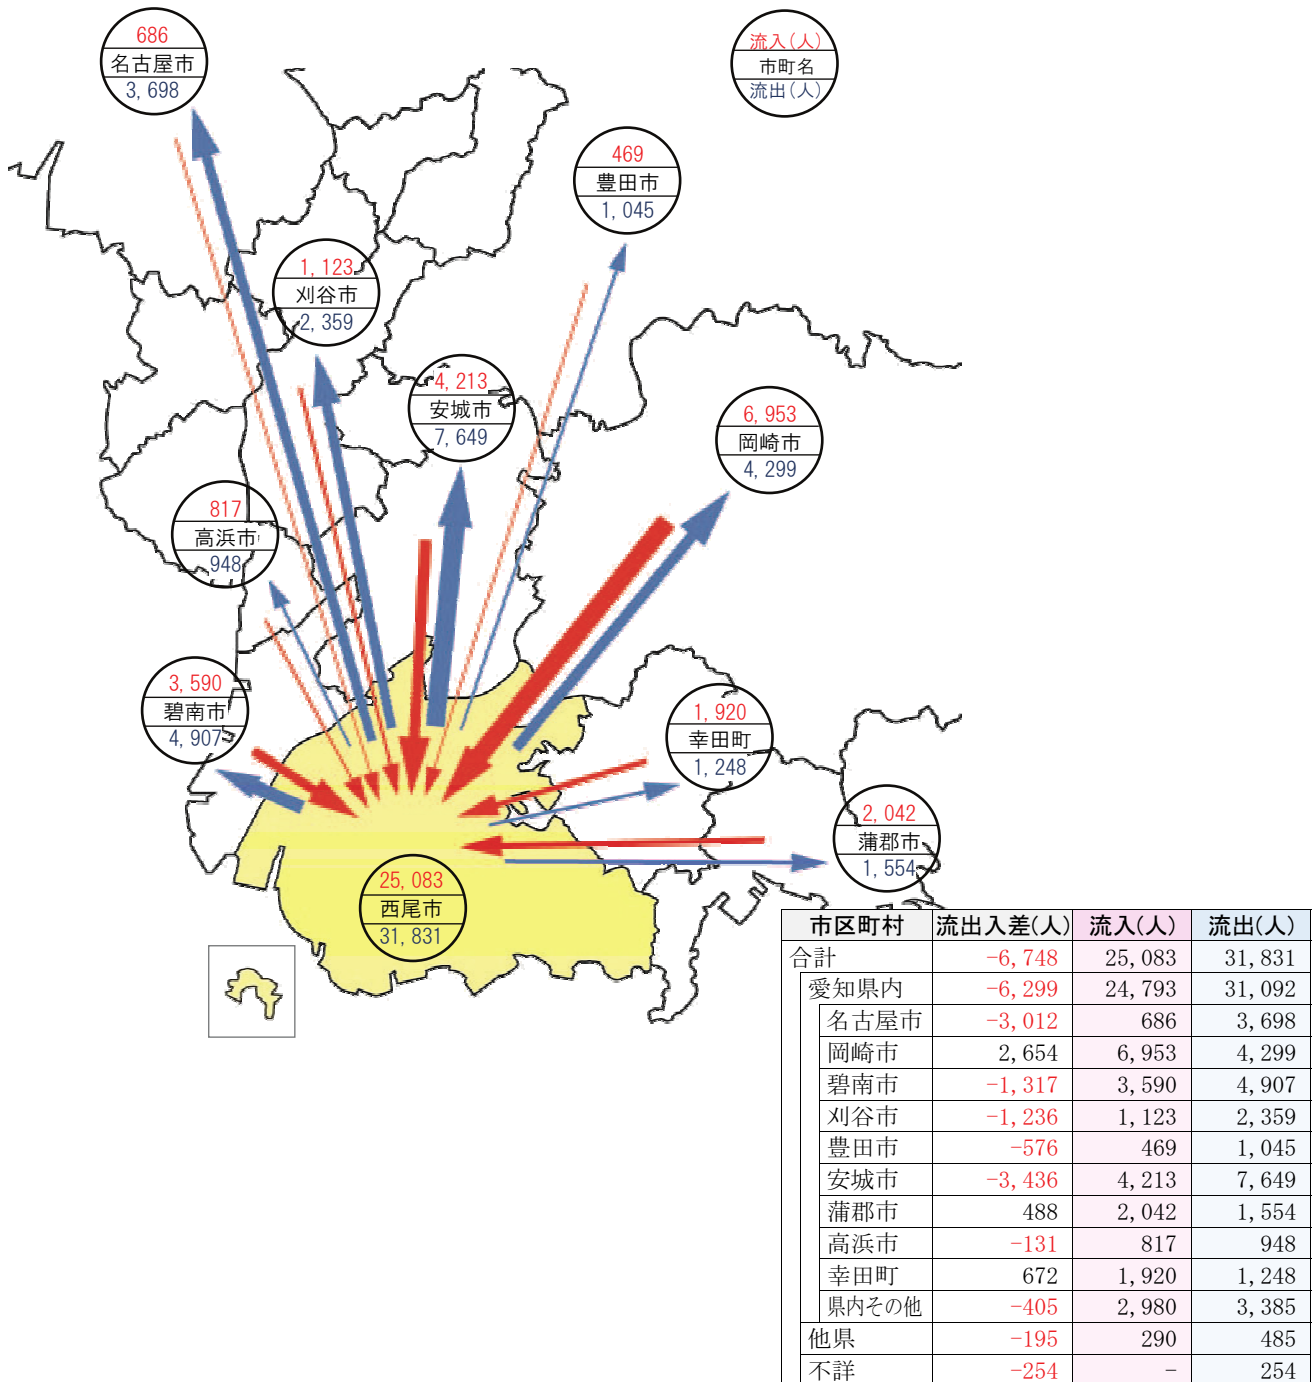 686
名古屋市
3,698
流入(人)
市町名
流出(人)
469
豊田市
1,045
1,123
刈谷市
2,359
4,213
安城市
7,649
6,953
岡崎市
4,299
817
高浜市
948
3,590
碧南市
4,907
1,920
幸田町
1,248
2,042
蒲郡市
1,554
25,083
西尾市
31,831
市区町村 流出入差(人) 流入(人) 流出(人)
合計 -6,748 25,083 31,831
愛知県内 -6,299 24,793 31,092
名古屋市 -3,012 686 3,698
岡崎市 2,654 6,953 4,299
碧南市 -1,317 3,590 4,907
刈谷市 -1,236 1,123 2,359
豊田市 -576 469 1,045
安城市 -3,436 4,213 7,649
蒲郡市 488 2,042 1,554
高浜市 -131 817 948
幸田町 672 1,920 1,248
県内その他 -405 2,980 3,385
他県 -195 290 485
不詳 -254 - 254